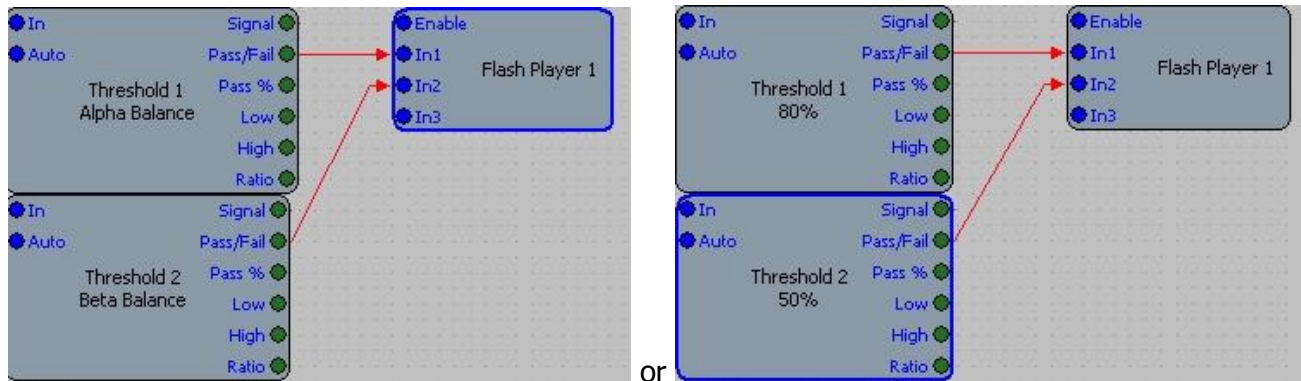 In Signal
Auto Pass/Fail
Threshold 1 Pass %
Alpha Balance Low
High
Ratio
In Signal
Auto Pass/Fail
Threshold 2 Pass %
Beta Balance Low
High
Ratio
Enable
In1
Flash Player 1
In2
In3
or
In Signal
Auto Pass/Fail
Threshold 1 Pass %
80% Low
High
Ratio
In Signal
Auto Pass/Fail
Threshold 2 Pass %
50% Low
High
Ratio
Enable
In1
Flash Player 1
In2
In3